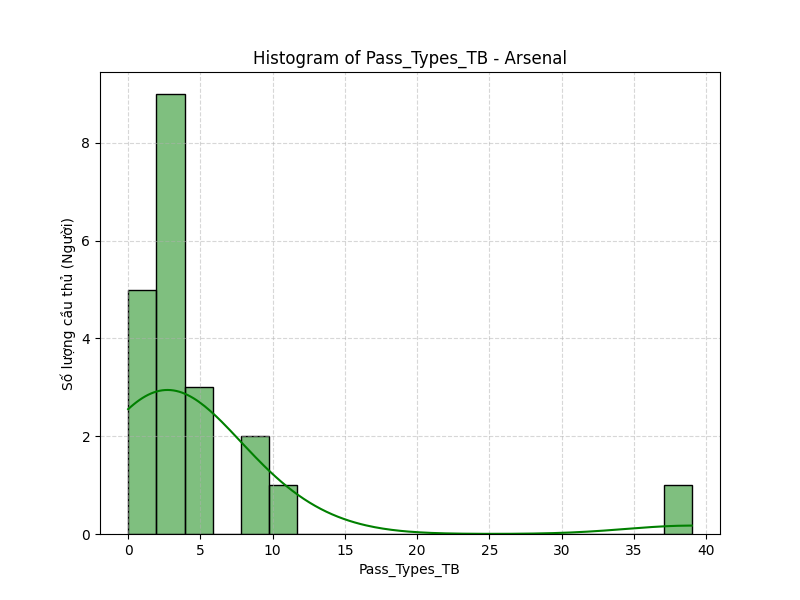 Histogram of Pass_Types_TB - Arsenal
Số lượng cầu thủ (Người)
8
6
4
2
0
0 5 10 15 20 25 30 35 40
Pass_Types_TB